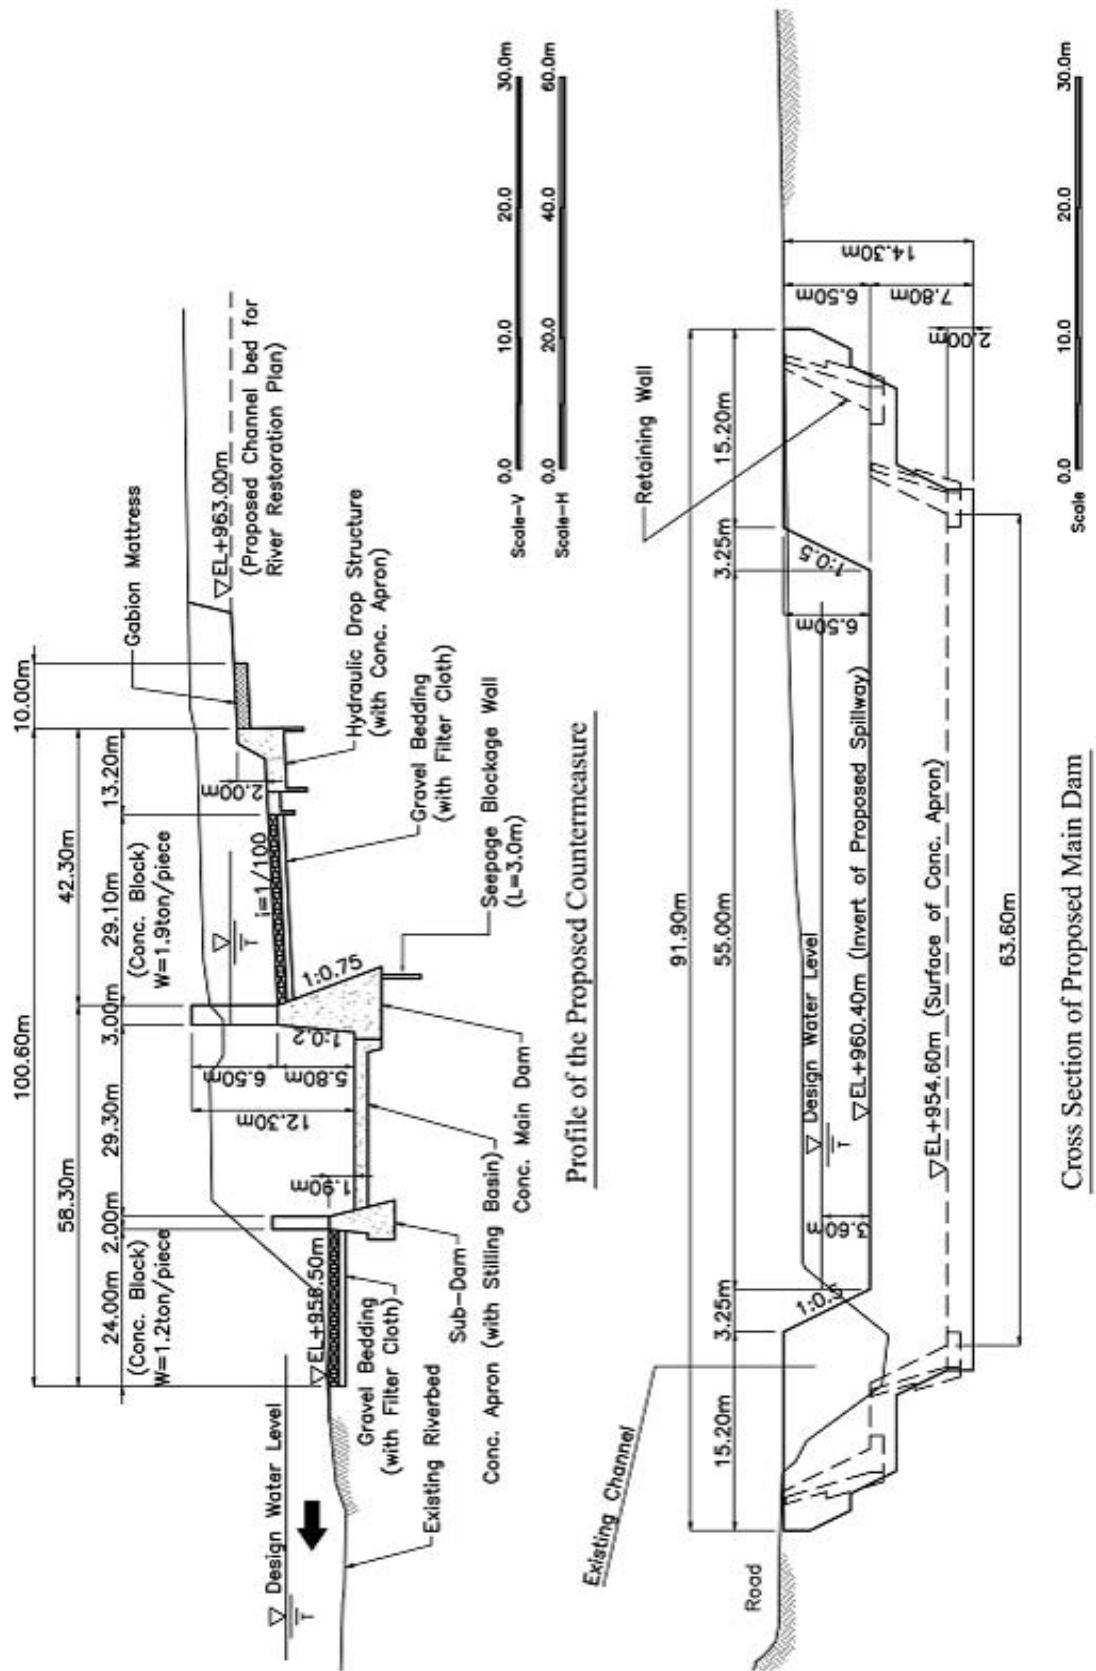 100.60m
58.30m
42.30m
10.00m
24.00m
2.00m
29.30m
3.00m
29.10m
13.20m
(Conc. Block)
W=1.2ton/piece
(Conc. Block)
W=1.9ton/piece
Gabion Mattress
EL+963.00m
(Proposed Channel bed for
River Restoration Plan)
Design Water Level
EL+956.50m
12.30m
6.50m
5.80m
1.90m
2.00m
1:0.2
1:0.75
i=1/100
Hydraulic Drop Structure
(with Conc. Apron)
Gravel Bedding
(with Filter Cloth)
Seepage Blockage Wall
(L=3.0m)
Existing Riverbed
Gravel Bedding
(with Filter Cloth)
Sub-Dam
Conc. Apron (with Stilling Basin)
Conc. Main Dam
Scale-V
0.0
10.0
20.0
30.0m
Scale-H
0.0
20.0
40.0
60.0m
Profile of the Proposed Countermeasure
Existing Channel
Road
91.90m
15.20m
3.25m
55.00m
3.25m
15.20m
Retaining Wall
1:0.5
1:0.5
Design Water Level
3.60m
6.50m
EL+960.40m (Invert of Proposed Spillway)
EL+954.60m (Surface of Conc. Apron)
6.50m
7.80m
14.30m
2.00m
63.60m
Scale
0.0
10.0
20.0
30.0m
Cross Section of Proposed Main Dam